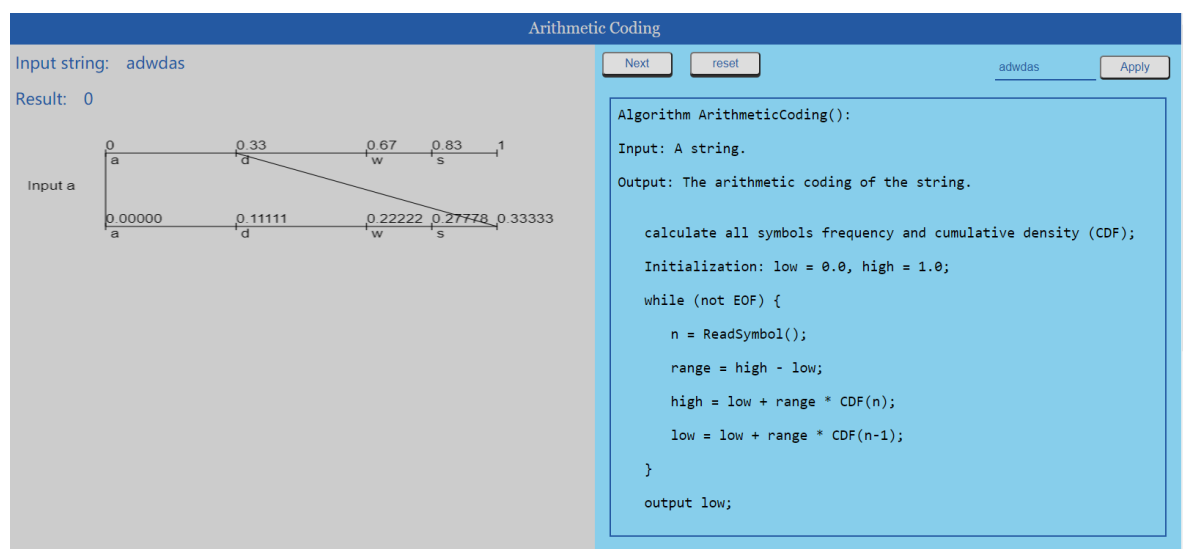 Arithmetic Coding
Input string: adwdas
Result: 0
0 0.33 0.67 0.83 1
a d w s
Input a
0.00000 0.11111 0.22222 0.27778 0.33333
a d w s
Next reset adwdas Apply
Algorithm ArithmeticCoding():
Input: A string.
Output: The arithmetic coding of the string.
calculate all symbols frequency and cumulative density (CDF);
Initialization: low = 0.0, high = 1.0;
while (not EOF) {
n = ReadSymbol();
range = high - low;
high = low + range * CDF(n);
low = low + range * CDF(n-1);
}
output low;